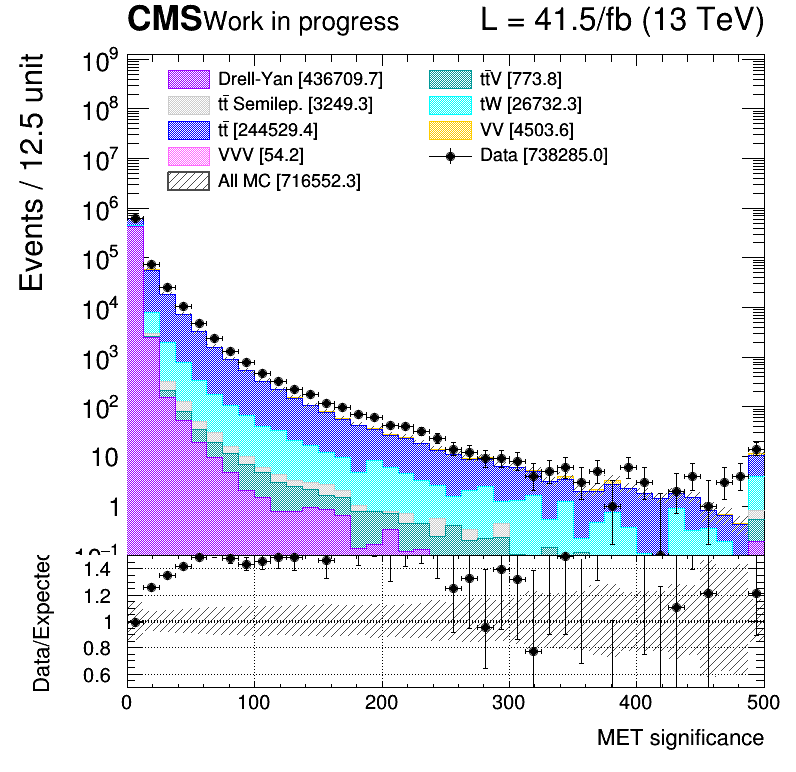 CMS Work in progress L = 41.5/fb (13 TeV)
Events / 12.5 unit
Drell-Yan [436709.7] tt̄V [773.8]
tt̄ Semilep. [3249.3] tW [26732.3]
tt̄ [244529.4] VV [4503.6]
VVV [54.2] Data [738285.0]
All MC [716552.3]
10⁹
10⁸
10⁷
10⁶
10⁵
10⁴
10³
10²
10
1
10⁻¹
Data/Expected
1.4
1.2
1
0.8
0.6
0 100 200 300 400 500
MET significance